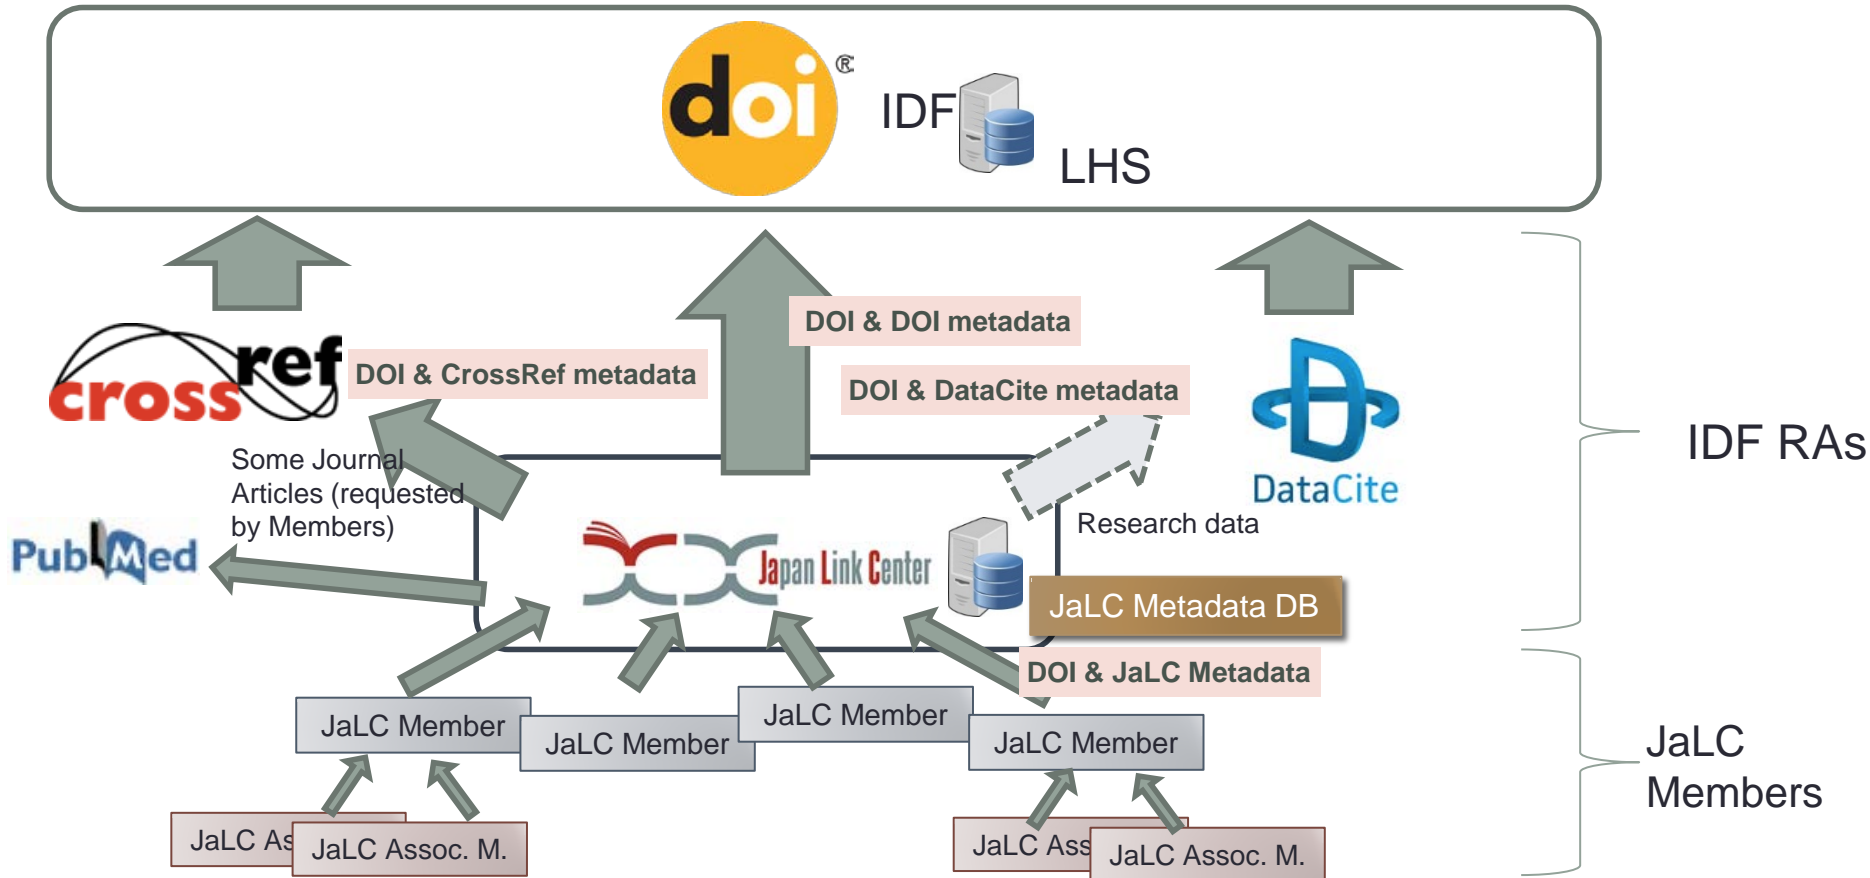 doi
®
IDF
LHS
DOI & DOI metadata
crossref
DOI & CrossRef metadata
DOI & DataCite metadata
DataCite
IDF RAs
Some Journal
Articles (requested
by Members)
Research data
PubMed
Japan Link Center
JaLC Metadata DB
DOI & JaLC Metadata
JaLC Member
JaLC Member
JaLC Member
JaLC Member
JaLC
Members
JaLC As
JaLC Assoc. M.
JaLC Ass
JaLC Assoc. M.